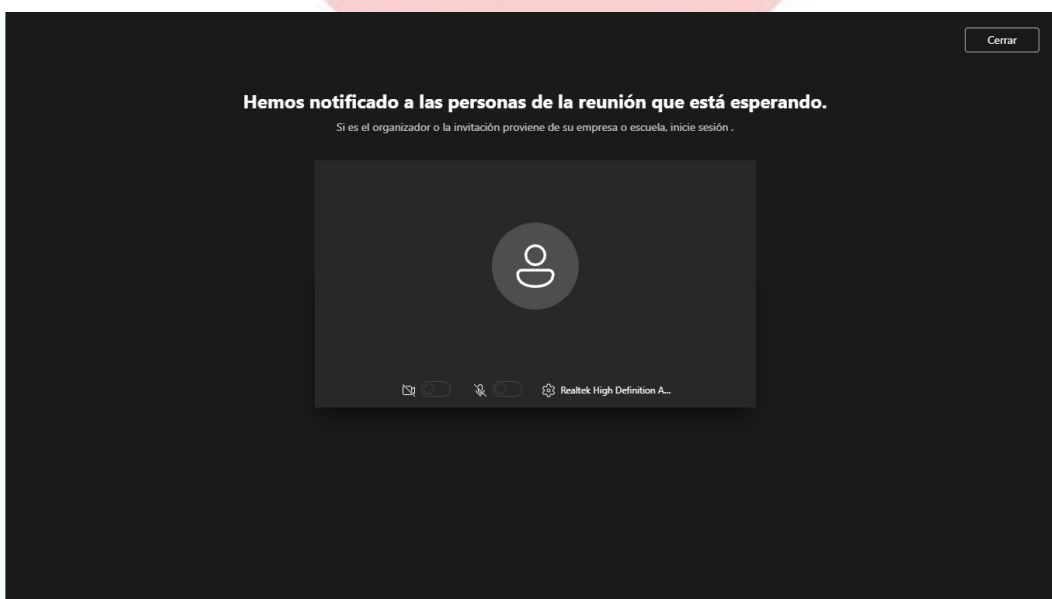 Cerrar
Hemos notificado a las personas de la reunión que está esperando.
Si es el organizador o la invitación proviene de su empresa o escuela, inicie sesión .
Realtek High Definition A...